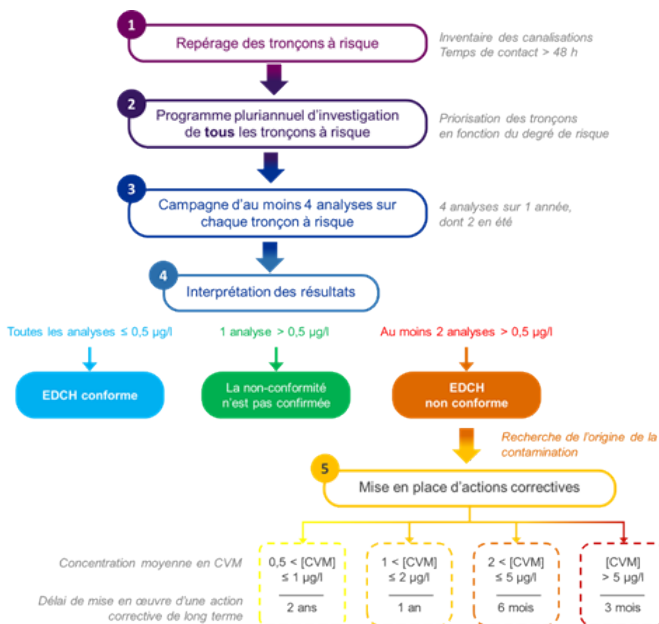 1
Repérage des tronçons à risque
Inventaire des canalisations
Temps de contact > 48 h
2
Programme pluriannuel d'investigation
de tous les tronçons à risque
Priorisation des tronçons
en fonction du degré de risque
3
Campagne d'au moins 4 analyses sur
chaque tronçon à risque
4 analyses sur 1 année,
dont 2 en été
4
Interprétation des résultats
Toutes les analyses ≤ 0,5 µg/l
1 analyse > 0,5 µg/l
Au moins 2 analyses > 0,5 µg/l
EDCH conforme
La non-conformité
n'est pas confirmée
EDCH
non conforme
Recherche de l'origine de la
contamination
5
Mise en place d'actions correctives
Concentration moyenne en CVM
0,5 < [CVM]
≤ 1 µg/l
1 < [CVM]
≤ 2 µg/l
2 < [CVM]
≤ 5 µg/l
[CVM]
> 5 µg/l
Délai de mise en œuvre d'une action
corrective de long terme
2 ans
1 an
6 mois
3 mois